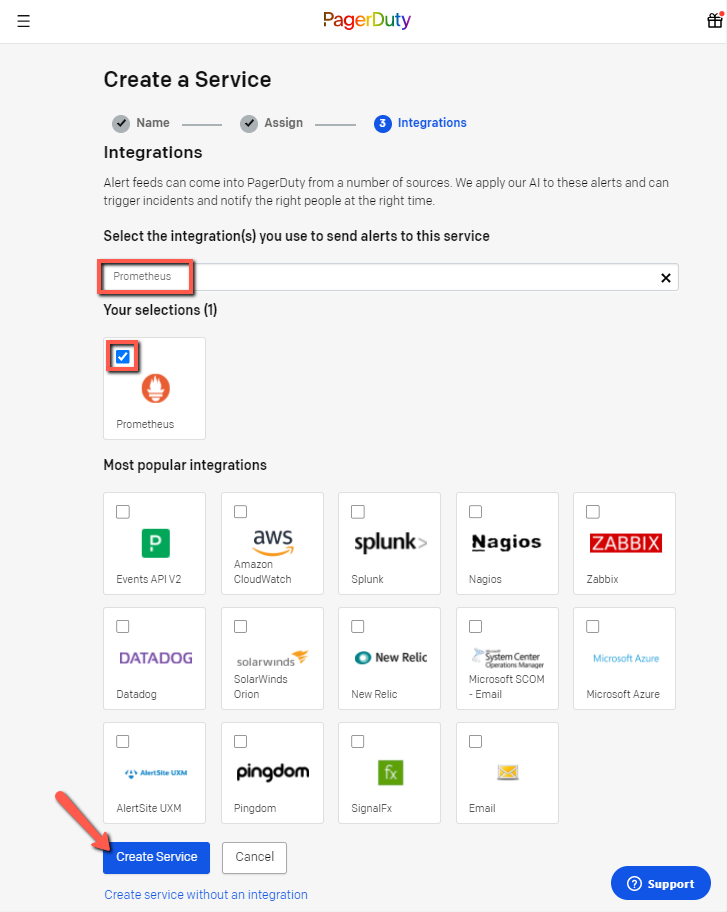 PagerDuty
Create a Service
Name
Assign
3 Integrations
Integrations
Alert feeds can come into PagerDuty from a number of sources. We apply our AI to these alerts and can
trigger incidents and notify the right people at the right time.
Select the integration(s) you use to send alerts to this service
Prometheus
Your selections (1)
Prometheus
Most popular integrations
P
Events API V2
aws
Amazon
CloudWatch
splunk>
Splunk
Nagios
Nagios
ZABBIX
Zabbix
DATADOG
Datadog
solarwinds
SolarWinds
Orion
New Relic
New Relic
Microsoft
System Center
Operations Manager
Microsoft SCOM
- Email
Microsoft Azure
Microsoft Azure
AlertSite UXM
AlertSite UXM
pingdom
Pingdom
fx
SignalFx
Email
Create Service
Cancel
Create service without an integration
? Support